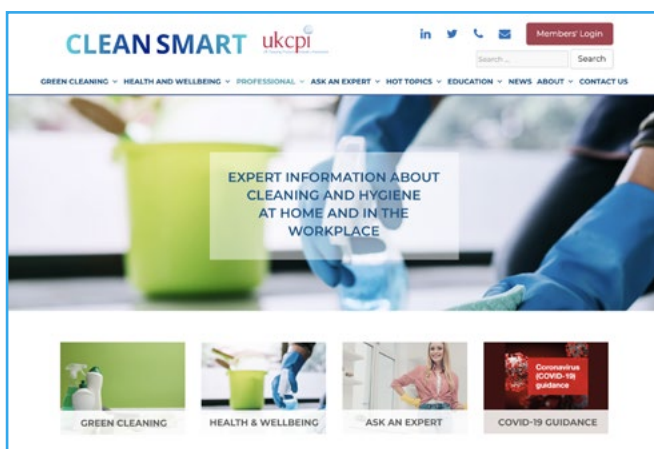 CLEAN SMART
ukcpi
in
Members' Login
Search ...
Search
GREEN CLEANING HEALTH AND WELLBEING PROFESSIONAL ASK AN EXPERT HOT TOPICS EDUCATION NEWS ABOUT CONTACT US
EXPERT INFORMATION ABOUT
CLEANING AND HYGIENE
AT HOME AND IN THE
WORKPLACE
Coronavirus
(COVID-19)
guidance
GREEN CLEANING
HEALTH & WELLBEING
ASK AN EXPERT
COVID-19 GUIDANCE